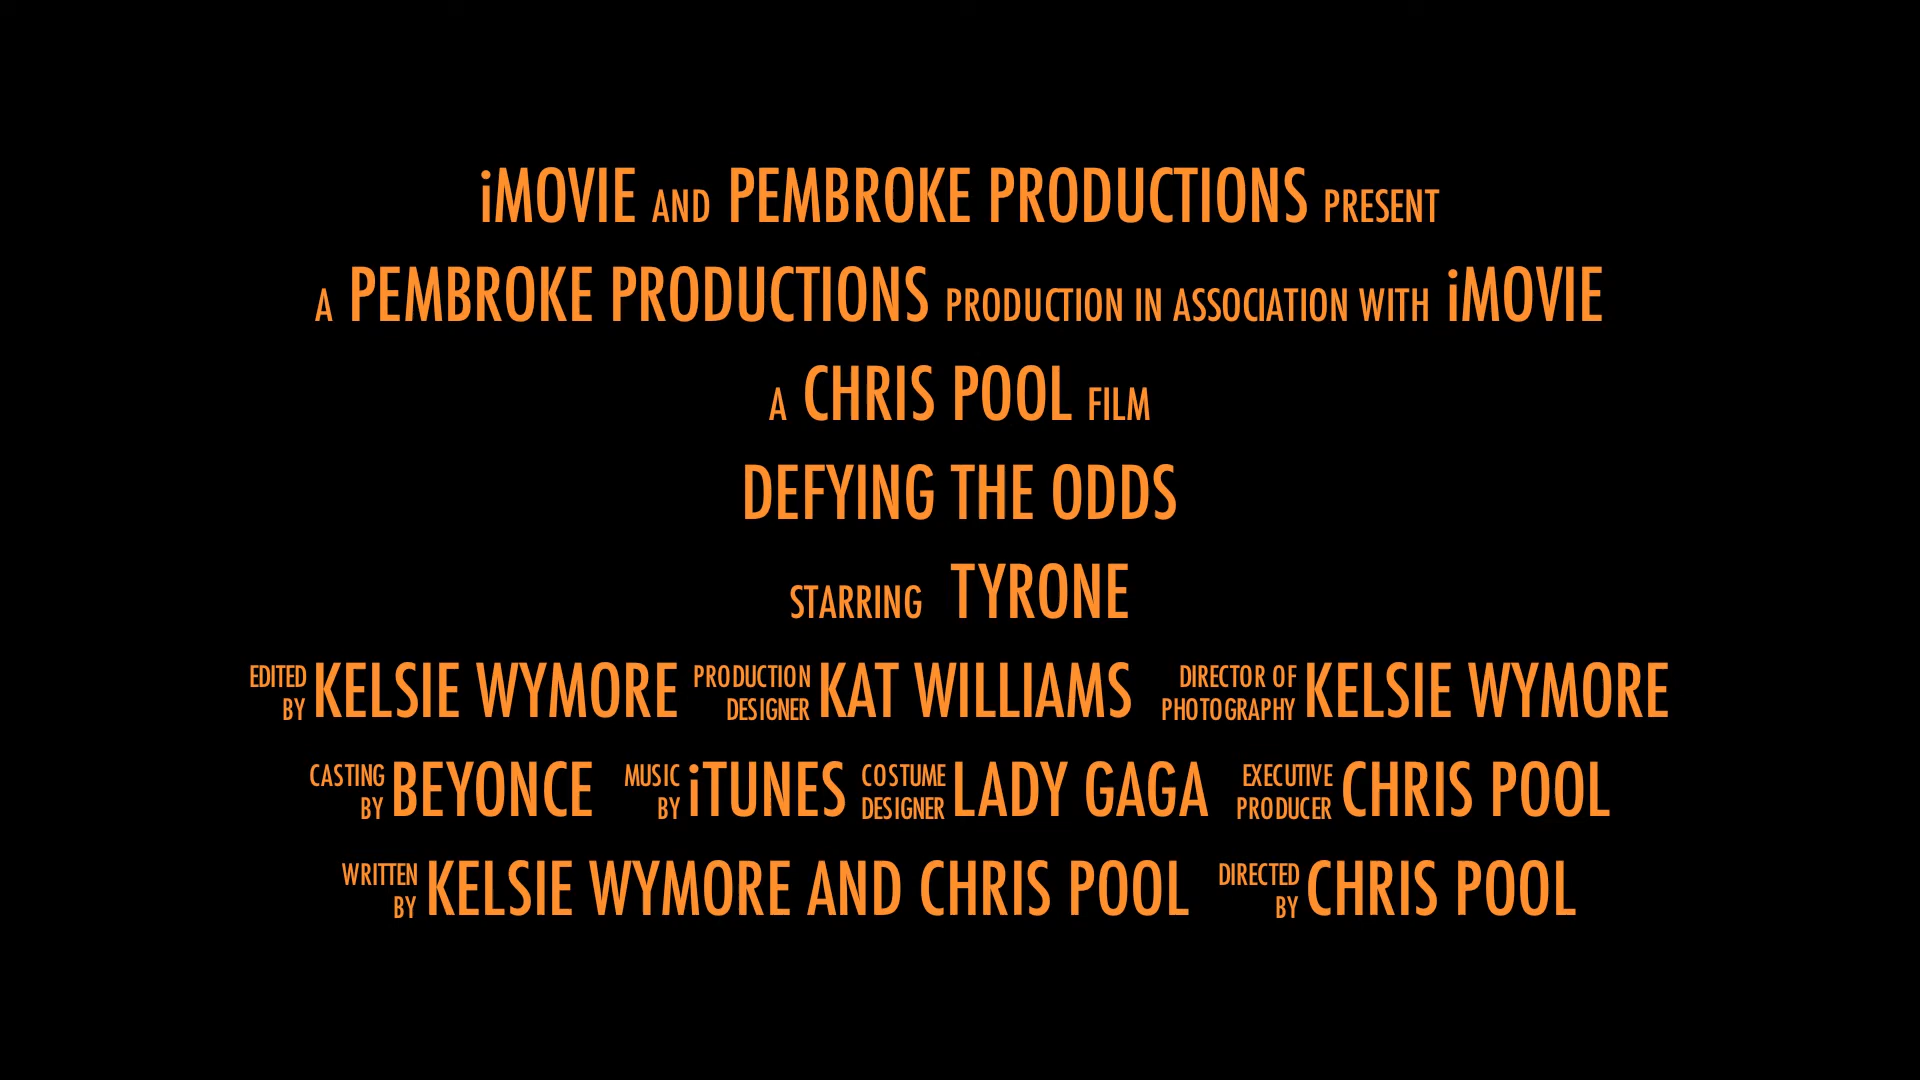 iMOVIE AND PEMBROKE PRODUCTIONS PRESENT
A PEMBROKE PRODUCTIONS PRODUCTION IN ASSOCIATION WITH iMOVIE
A CHRIS POOL FILM
DEFYING THE ODDS
STARRING TYRONE
EDITED BY KELSIE WYMORE PRODUCTION DESIGNER KAT WILLIAMS DIRECTOR OF PHOTOGRAPHY KELSIE WYMORE
CASTING BY BEYONCE MUSIC BY iTUNES COSTUME DESIGNER LADY GAGA EXECUTIVE PRODUCER CHRIS POOL
WRITTEN BY KELSIE WYMORE AND CHRIS POOL DIRECTED BY CHRIS POOL